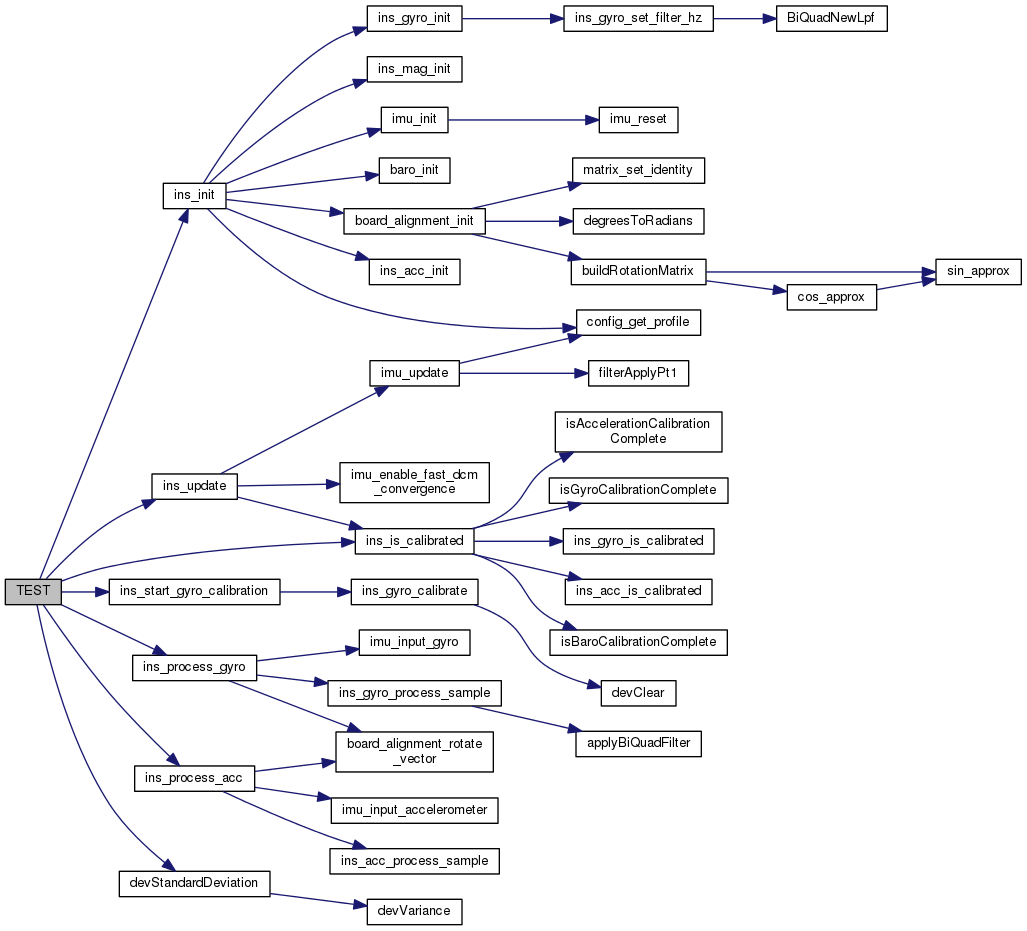 ins_gyro_init
ins_gyro_set_filter_hz
BiQuadNewLpf
ins_mag_init
imu_init
imu_reset
baro_init
matrix_set_identity
ins_init
board_alignment_init
degreesToRadians
ins_acc_init
buildRotationMatrix
sin_approx
cos_approx
config_get_profile
imu_update
filterApplyPt1
isAccelerationCalibration
Complete
ins_update
imu_enable_fast_dcm
_convergence
isGyroCalibrationComplete
ins_is_calibrated
ins_gyro_is_calibrated
TEST
ins_start_gyro_calibration
ins_gyro_calibrate
ins_acc_is_calibrated
isBaroCalibrationComplete
imu_input_gyro
ins_process_gyro
ins_gyro_process_sample
devClear
board_alignment_rotate
_vector
applyBiQuadFilter
ins_process_acc
imu_input_accelerometer
ins_acc_process_sample
devStandardDeviation
devVariance